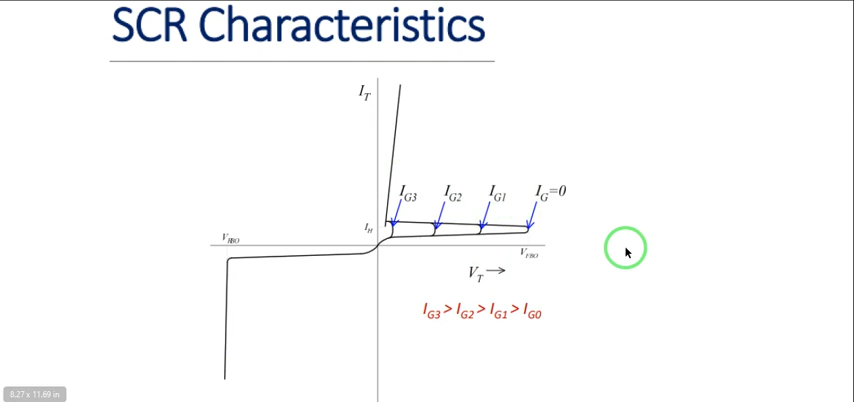 SCR Characteristics
I_T
I_G3 I_G2 I_G1 I_G=0
I_H
V_RBO
V_FBO
V_T →
I_G3 > I_G2 > I_G1 > I_G0
8.27 x 11.69 in